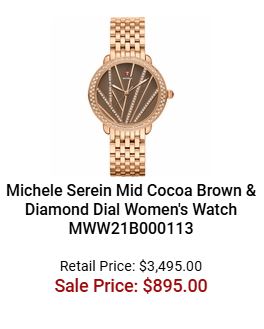 Michele Serein Mid Cocoa Brown &
Diamond Dial Women's Watch
MWW21B000113
Retail Price: $3,495.00
Sale Price: $895.00